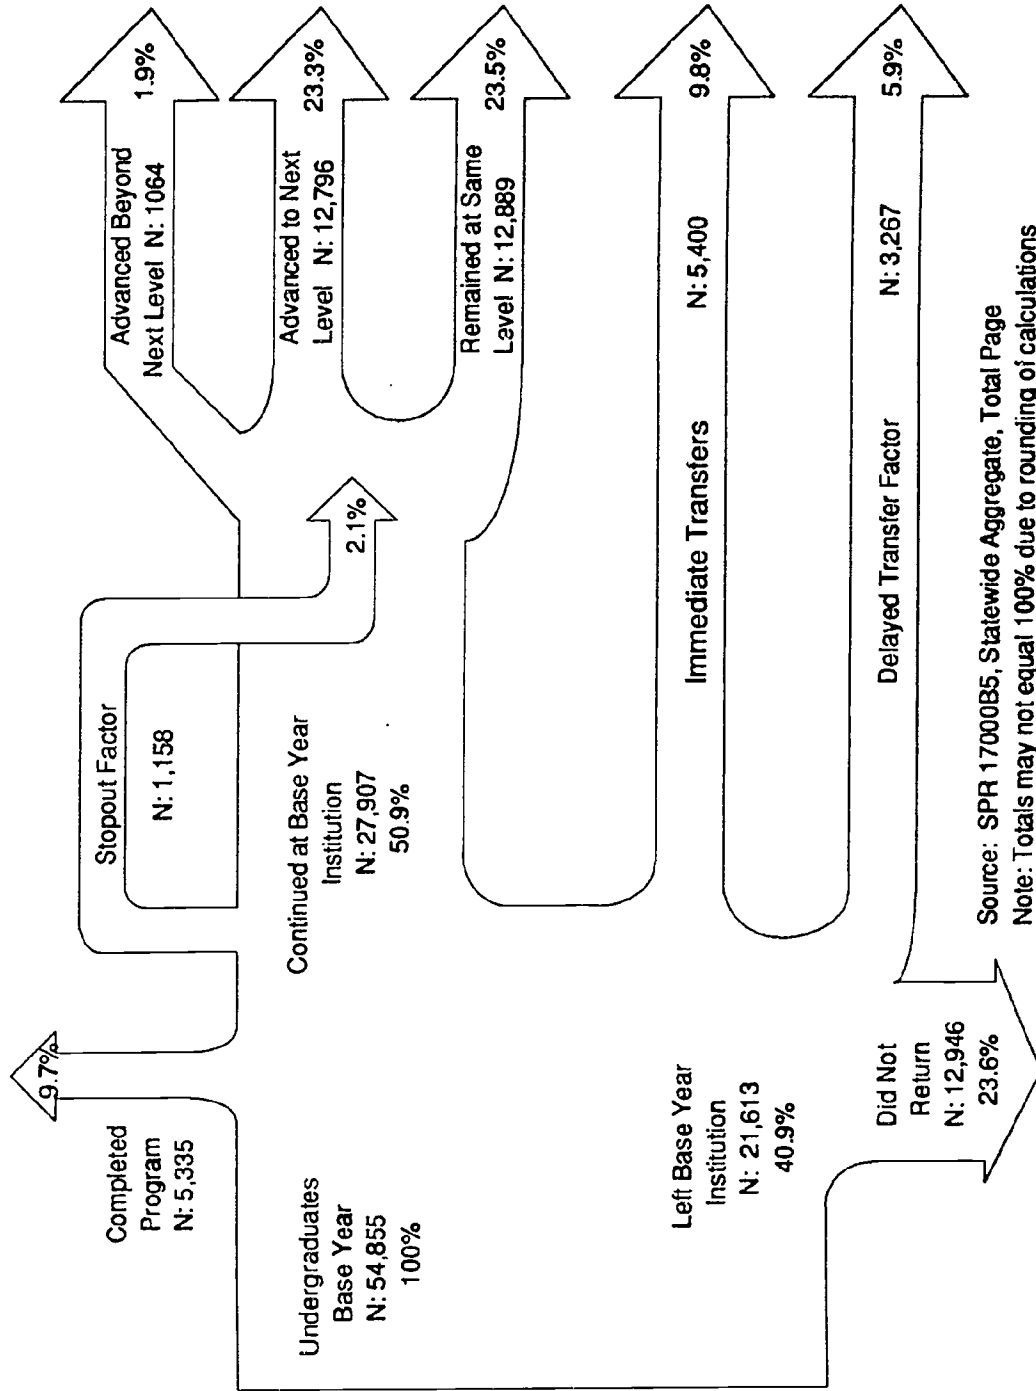 Completed
Program
N: 5,335
9.7%
Stopout Factor
N: 1,158
2.1%
Advanced Beyond
Next Level N: 1064
1.9%
Undergraduates
Base Year
N: 54,855
100%
Continued at Base Year
Institution
N: 27,907
50.9%
Advanced to Next
Level N: 12,796
23.3%
Remained at Same
Level N: 12,889
23.5%
Left Base Year
Institution
N: 21,613
40.9%
Immediate Transfers
N: 5,400
9.8%
Delayed Transfer Factor
N: 3,267
5.9%
Did Not
Return
N: 12,946
23.6%
Source: SPR 17000B5, Statewide Aggregate, Total Page
Note: Totals may not equal 100% due to rounding of calculations